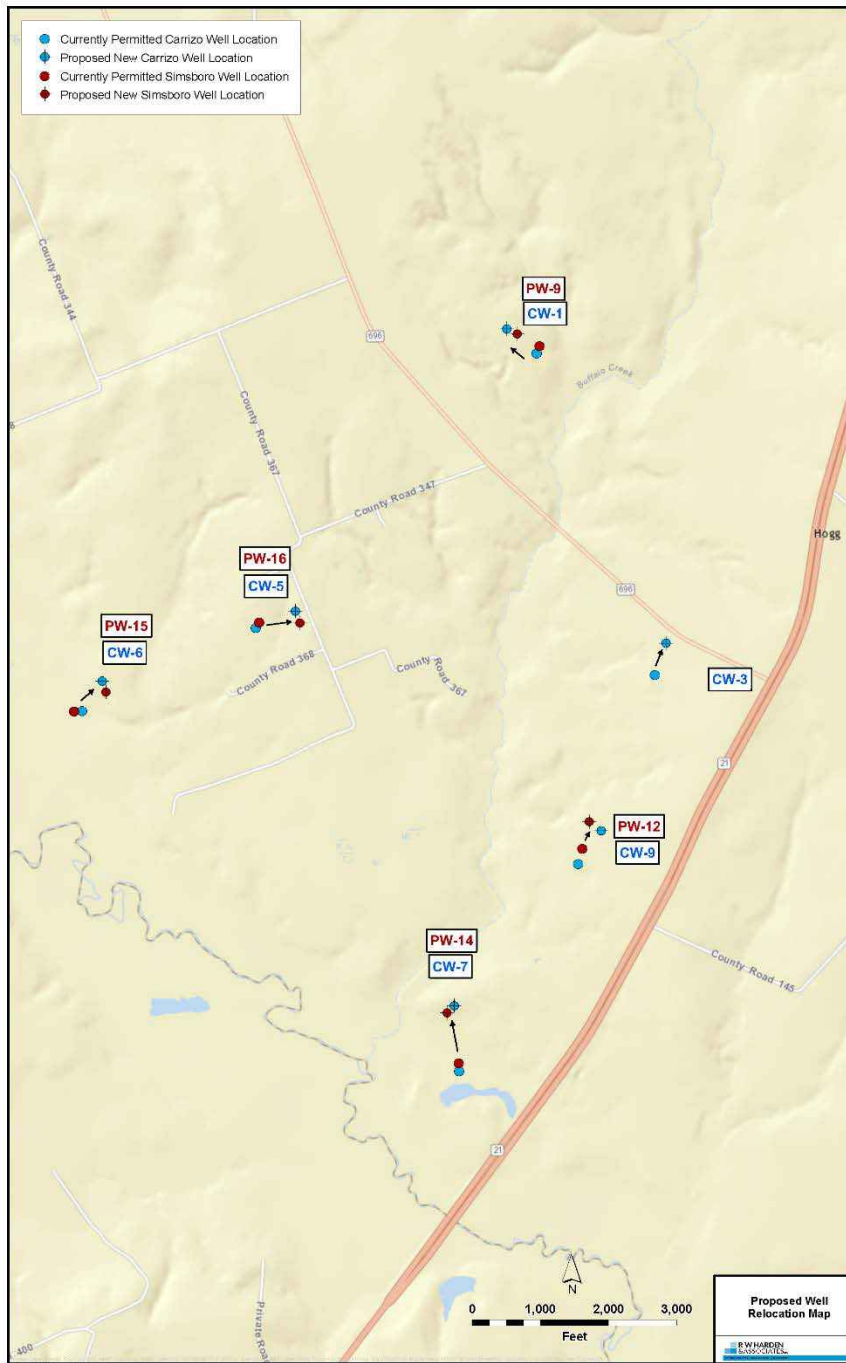 Currently Permitted Carrizo Well Location
Proposed New Carrizo Well Location
Currently Permitted Simsboro Well Location
Proposed New Simsboro Well Location
County Road 344
696
PW-9
CW-1
Buffalo Creek
County Road 367
County Road 347
Hogg
PW-16
CW-5
696
PW-15
CW-6
County Road 368
County
Road 367
CW-3
21
PW-12
CW-9
PW-14
CW-7
County Road 145
21
N
0 1,000 2,000 3,000
Feet
Private Road
400
Proposed Well
Relocation Map
R W HARDEN
& ASSOCIATES